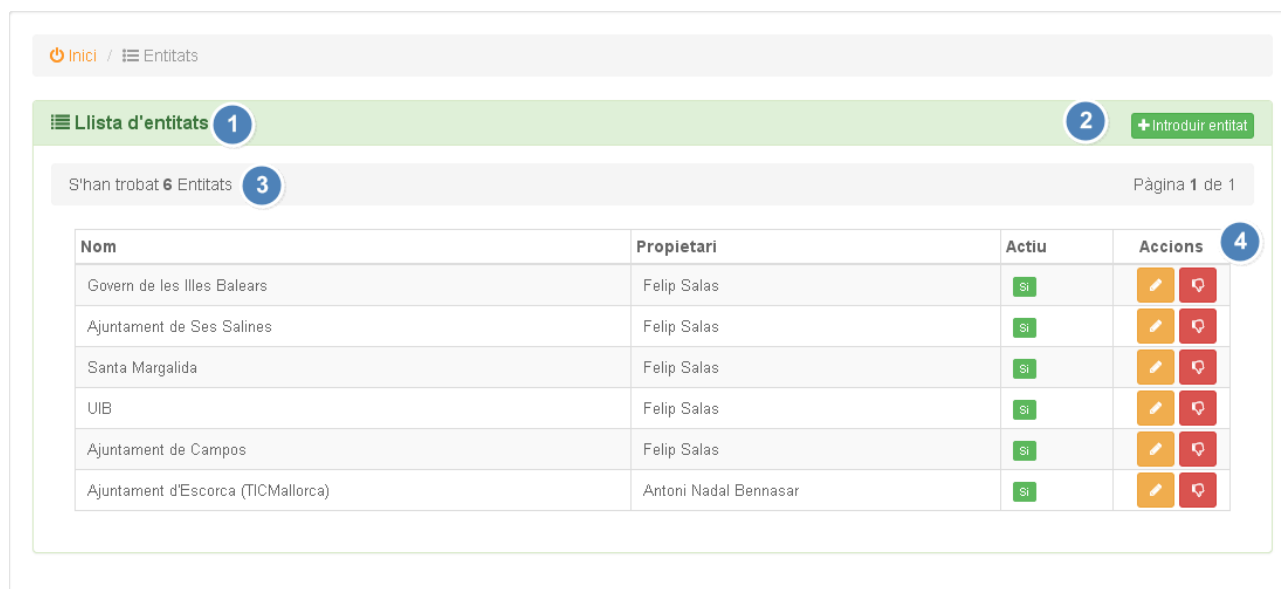 Inici / Entitats
Llista d'entitats 1 2 Introduir entitat
S'han trobat 6 Entitats 3 Pàgina 1 de 1
Nom Propietari Actiu Accions 4
Govern de les Illes Balears Felip Salas Si
Ajuntament de Ses Salines Felip Salas Si
Santa Margalida Felip Salas Si
UIB Felip Salas Si
Ajuntament de Campos Felip Salas Si
Ajuntament d'Escorca (TICMallorca) Antoni Nadal Bennasar Si